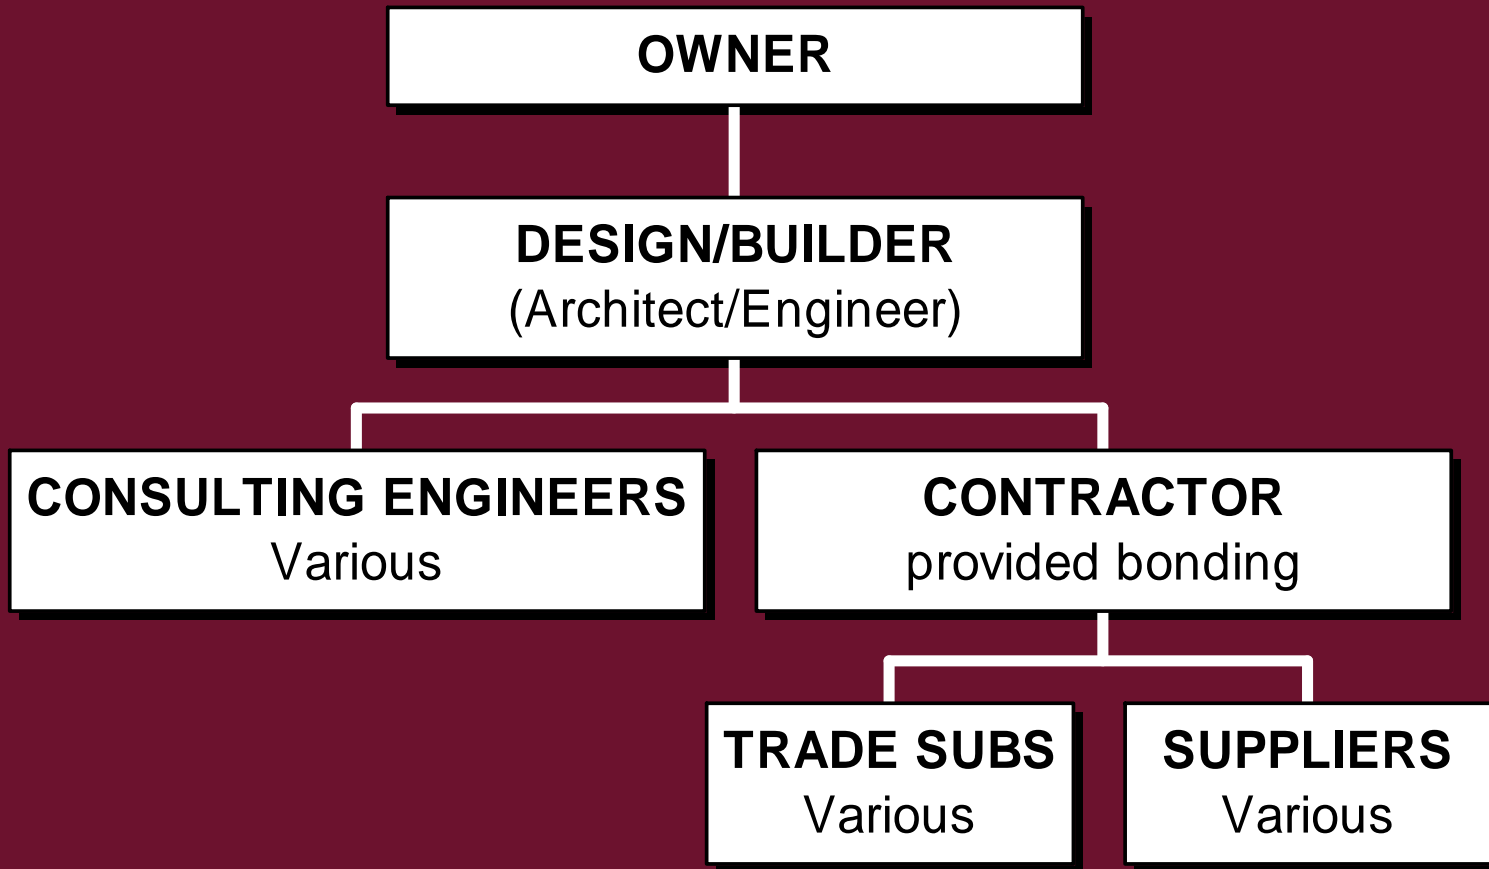 OWNER
DESIGN/BUILDER
(Architect/Engineer)
CONSULTING ENGINEERS
Various
CONTRACTOR
provided bonding
TRADE SUBS
Various
SUPPLIERS
Various